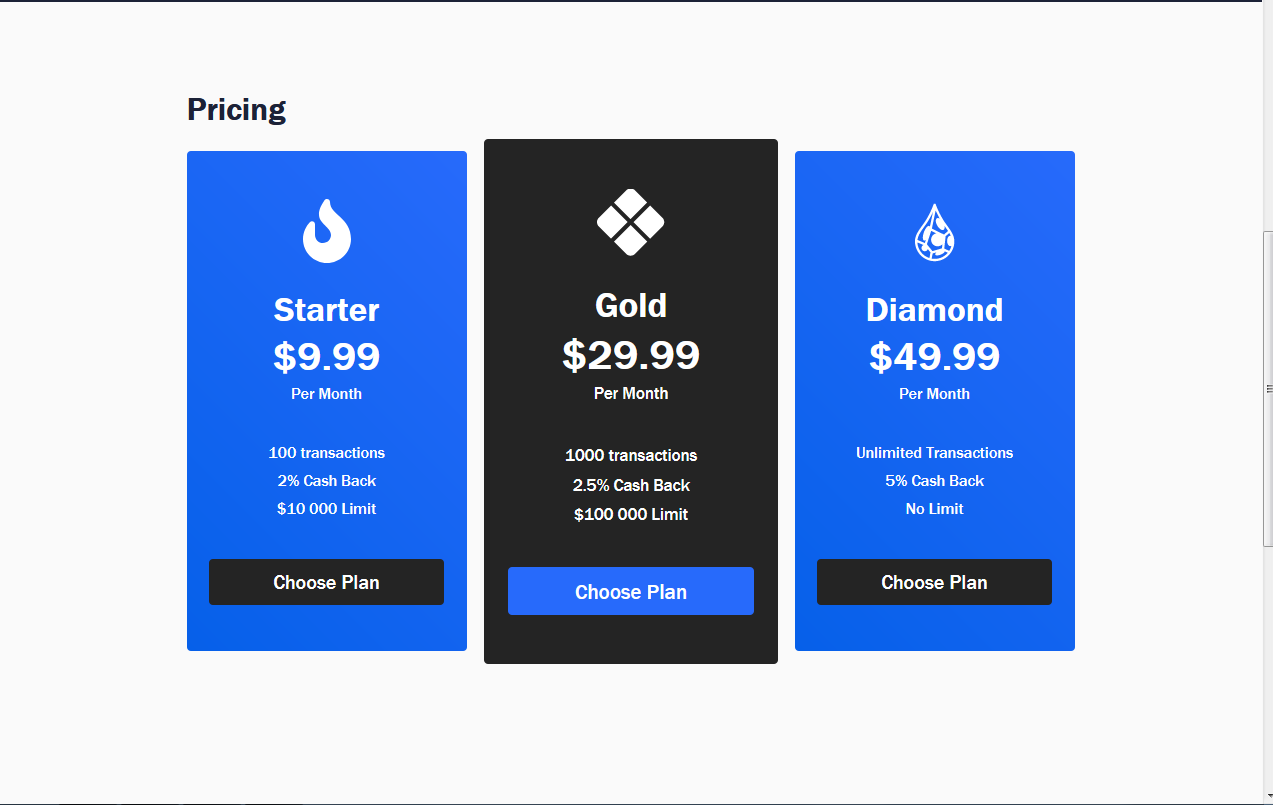 Pricing
Starter
$9.99
Per Month
100 transactions
2% Cash Back
$10 000 Limit
Choose Plan
Gold
$29.99
Per Month
1000 transactions
2.5% Cash Back
$100 000 Limit
Choose Plan
Diamond
$49.99
Per Month
Unlimited Transactions
5% Cash Back
No Limit
Choose Plan